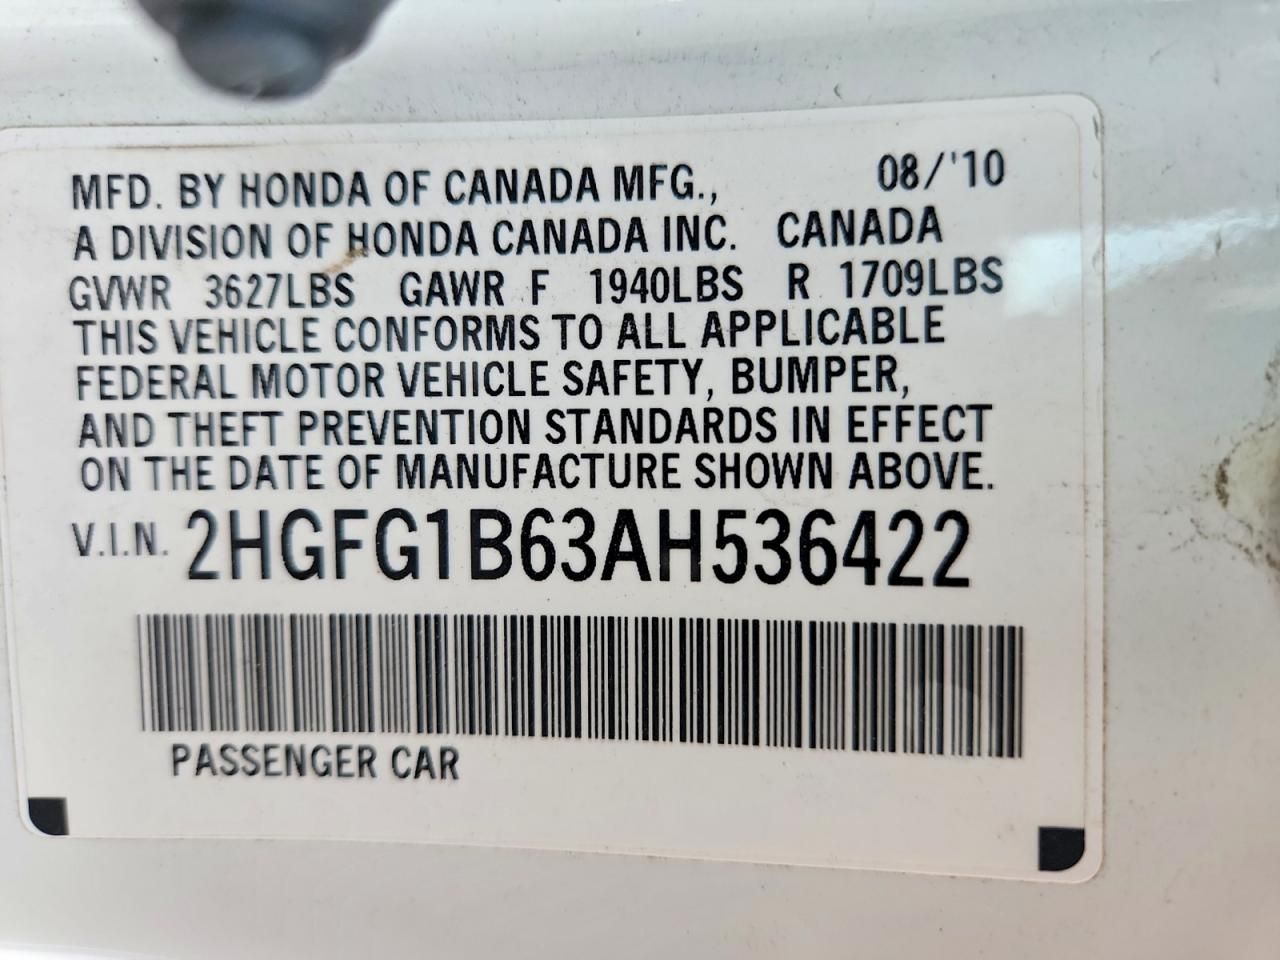 MFD. BY HONDA OF CANADA MFG., 08/'10
A DIVISION OF HONDA CANADA INC. CANADA
GVWR 3627LBS GAWR F 1940LBS R 1709LBS
THIS VEHICLE CONFORMS TO ALL APPLICABLE
FEDERAL MOTOR VEHICLE SAFETY, BUMPER,
AND THEFT PREVENTION STANDARDS IN EFFECT
ON THE DATE OF MANUFACTURE SHOWN ABOVE.
V.I.N. 2HGFG1B63AH536422
PASSENGER CAR